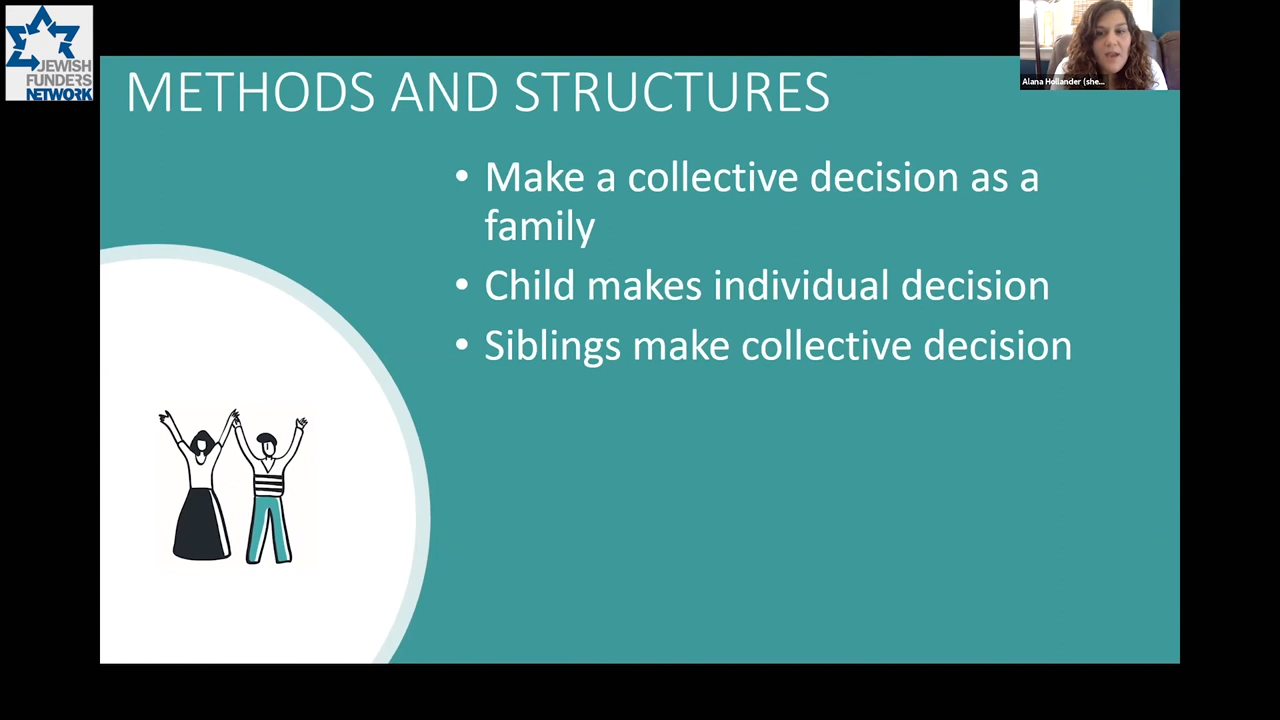 JEWISH
FUNDERS
NETWORK
METHODS AND STRUCTURES
Alana Hollander (she...
• Make a collective decision as a
family
• Child makes individual decision
• Siblings make collective decision